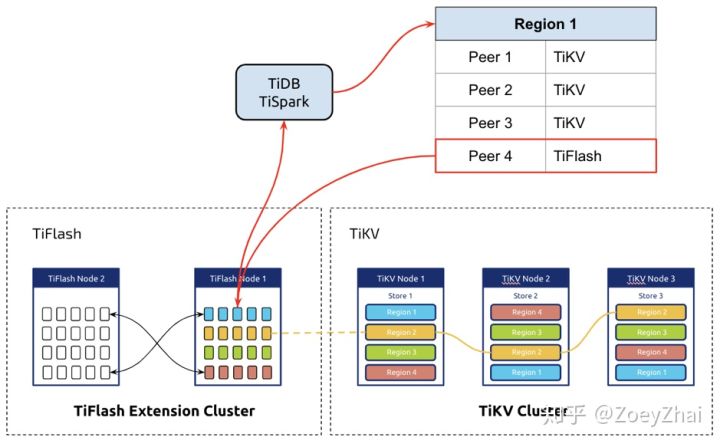 Region 1
Peer 1 TiKV
Peer 2 TiKV
Peer 3 TiKV
Peer 4 TiFlash
TiDB
TiSpark
TiFlash
TiFlash Node 2
TiFlash Node 1
TiFlash Extension Cluster
TiKV
TiKV Node 1
Store 1
Region 1
Region 2
Region 3
Region 4
TiKV Node 2
Store 2
Region 4
Region 3
Region 2
Region 1
TiKV Node 3
Store 3
Region 2
Region 3
Region 4
Region 1
TiKV Cluster
知乎 @ZoeyZhai